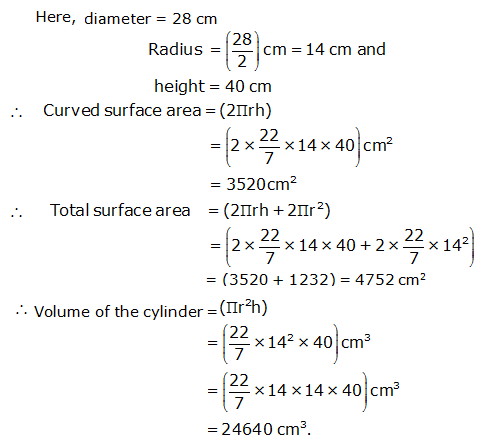 Here, diameter = 28 cm
Radius = (28/2) cm = 14 cm and
height = 40 cm
∴ Curved surface area = (2Πrh)
= (2 × 22/7 × 14 × 40) cm²
= 3520cm²
∴ Total surface area = (2Πrh + 2Πr²)
= (2 × 22/7 × 14 × 40 + 2 × 22/7 × 14²)
= (3520 + 1232) = 4752 cm²
∴ Volume of the cylinder = (Πr²h)
= (22/7 × 14² × 40) cm³
= (22/7 × 14 × 14 × 40) cm³
= 24640 cm³.